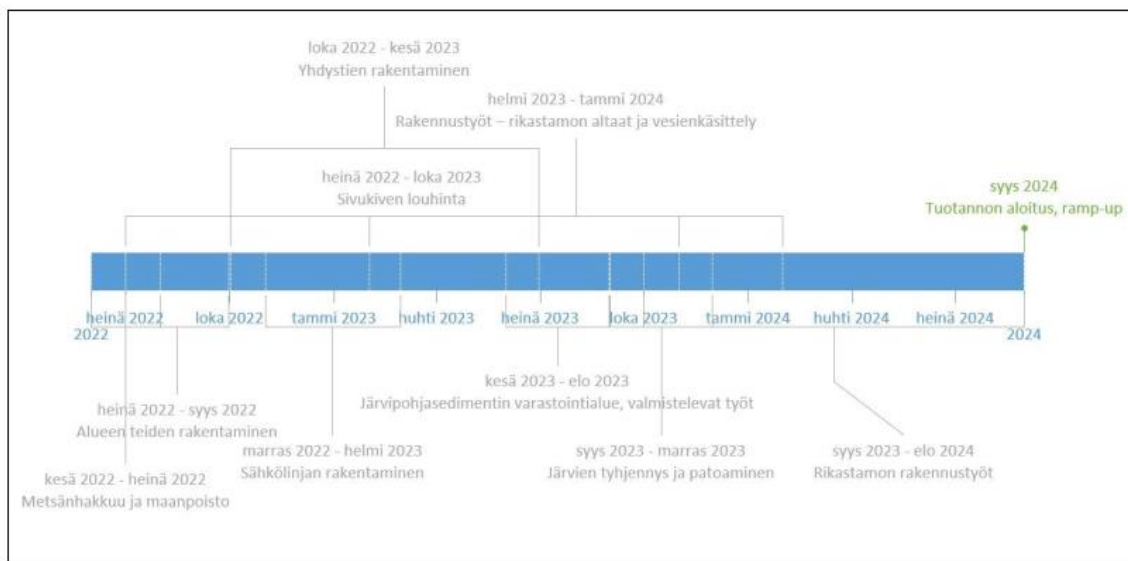 loka 2022 - kesä 2023
Yhdystien rakentaminen
helmi 2023 - tammi 2024
Rakennustyöt – rikastamon altaat ja vesienkäsittely
heinä 2022 - loka 2023
Sivukiven louhinta
syys 2024
Tuotannon aloitus, ramp-up
heinä 2022 loka 2022 tammi 2023 huhti 2023 heinä 2023 loka 2023 tammi 2024 huhti 2024 heinä 2024
2022 2024
kesä 2023 - elo 2023
Järvipohjasedimentin varastointialue, valmistelevat työt
heinä 2022 - syys 2022
Alueen teiden rakentaminen
marras 2022 - helmi 2023
Sähkölinjan rakentaminen
syys 2023 - marras 2023
Järvien tyhjennys ja patoaminen
syys 2023 - elo 2024
Rikastamon rakennustyöt
kesä 2022 - heinä 2022
Metsänhakkuu ja maanpoisto